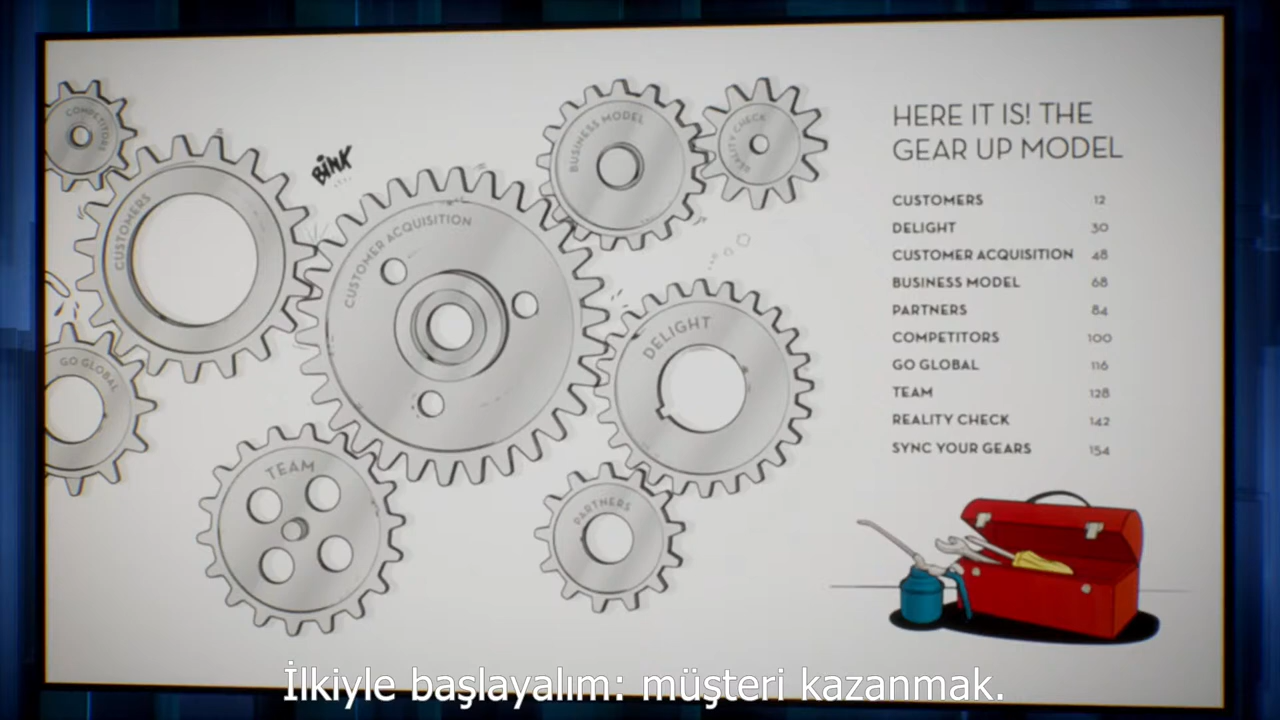 COMPETITORS
CUSTOMERS
GO GLOBAL
BINK
CUSTOMER ACQUISITION
TEAM
BUSINESS MODEL
REALITY CHECK
DELIGHT
PARTNERS
HERE IT IS! THE
GEAR UP MODEL
CUSTOMERS 12
DELIGHT 30
CUSTOMER ACQUISITION 48
BUSINESS MODEL 68
PARTNERS 84
COMPETITORS 100
GO GLOBAL 116
TEAM 128
REALITY CHECK 142
SYNC YOUR GEARS 154
İlkiyle başlayalım: müşteri kazanmak.